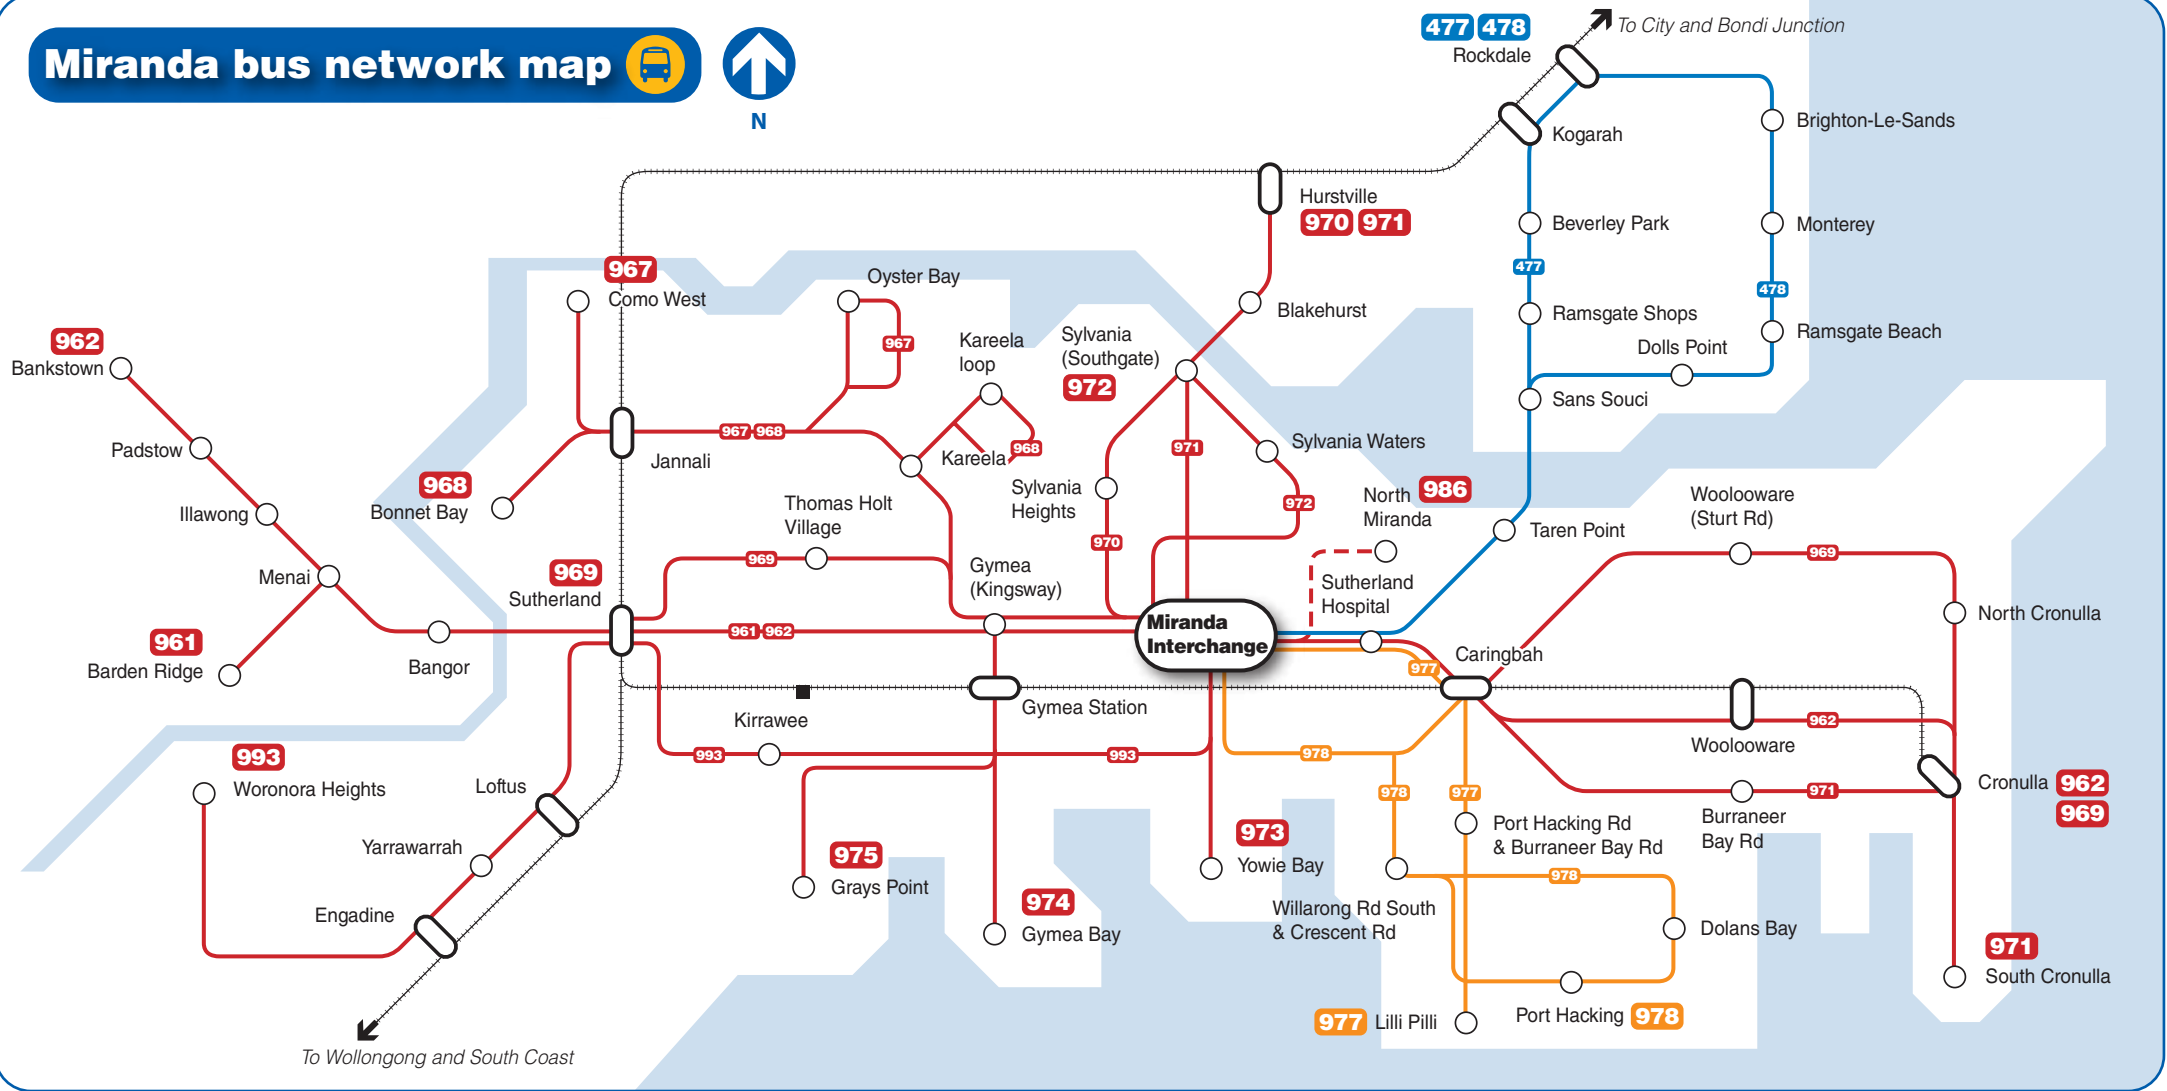 Miranda bus network map
N
477 478
Rockdale
To City and Bondi Junction
Kogarah
Brighton-Le-Sands
Hurstville
970 971
Beverley Park
Monterey
477
478
967
Como West
Oyster Bay
967
Blakehurst
Ramsgate Shops
Ramsgate Beach
Dolls Point
Sans Souci
962
Bankstown
Kareela
loop
Sylvania
(Southgate)
972
Padstow
967 968
Jannali
Kareela
968
971
Sylvania Waters
968
Bonnet Bay
Illawong
Thomas Holt
Village
Sylvania
Heights
972
North
Miranda
986
Woolooware
(Sturt Rd)
Taren Point
970
969
969
Menai
969
Sutherland
Gymea
(Kingsway)
Sutherland
Hospital
North Cronulla
961
Barden Ridge
Bangor
961 962
Miranda
Interchange
Caringbah
977
Kirrawee
Gymea Station
962
Woolooware
993
Woronora Heights
993
993
978
Loftus
978
977
971
Cronulla
962
969
Yarrawarrah
Port Hacking Rd
& Burraneer Bay Rd
Burraneer
Bay Rd
975
Grays Point
973
Yowie Bay
978
Engadine
974
Gymea Bay
Willarong Rd South
& Crescent Rd
Dolans Bay
971
South Cronulla
977
Lilli Pilli
Port Hacking
978
To Wollongong and South Coast